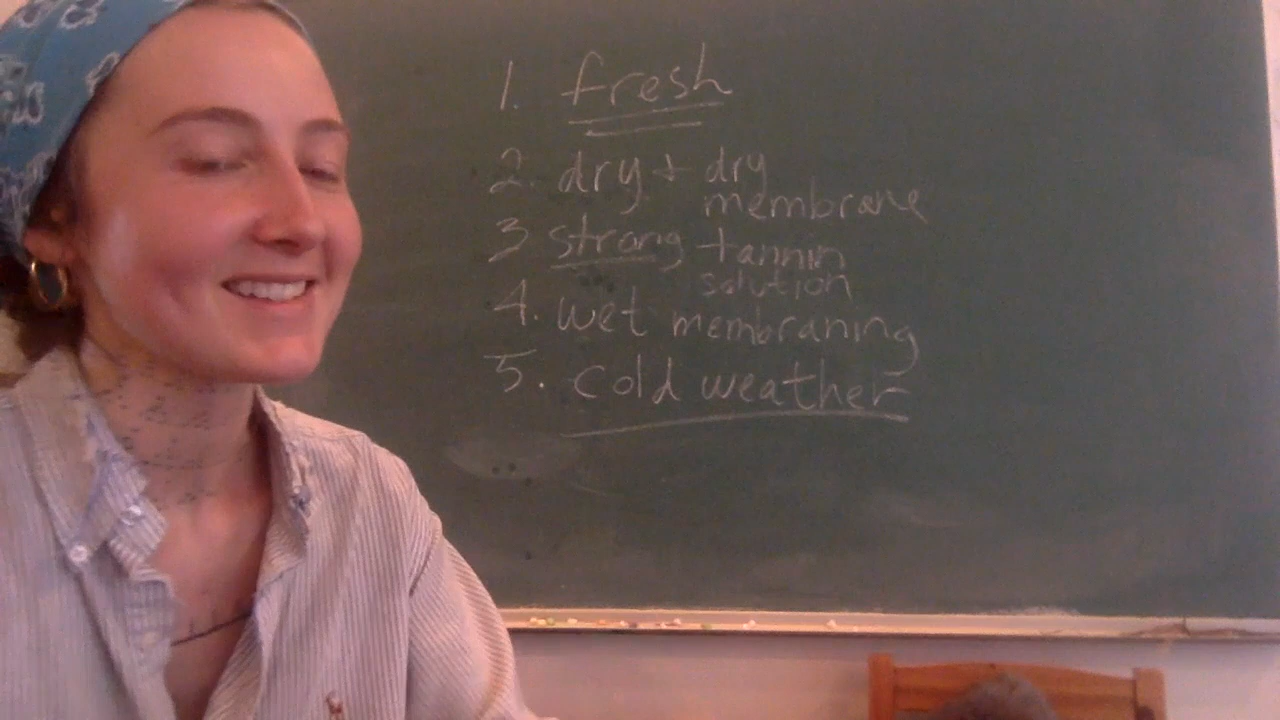 1. fresh
2. dry + dry
membrane
3 strong tannin
solution
4. wet membraning
5. cold weather